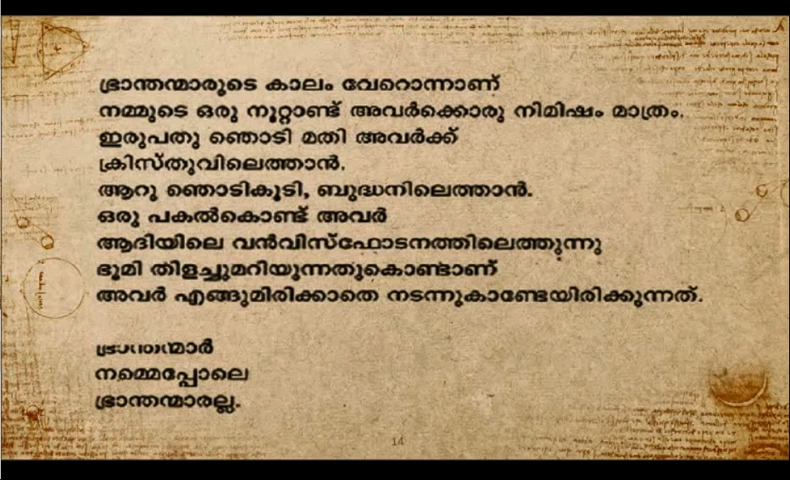 ഭ്രാന്തന്മാരുടെ കാലം വേറൊന്നാണ്
നമ്മുടെ ഒരു നൂറ്റാണ്ട് അവർക്കൊരു നിമിഷം മാത്രം.
ഇരുപതു ഞൊടി മതി അവർക്ക്
ക്രിസ്തുവിലെത്താൻ.
ആറു ഞൊടികൂടി, ബുദ്ധനിലെത്താൻ.
ഒരു പകൽകൊണ്ട് അവർ
ആദിയിലെ വൻവിസ്ഫോടനത്തിലെത്തുന്നു
ഭൂമി തിളച്ചുമറിയുന്നതുകൊണ്ടാണ്
അവർ എങ്ങുമിരിക്കാതെ നടന്നുകൊണ്ടേയിരിക്കുന്നത്.
ഭ്രാന്തന്മാർ
നമ്മെപ്പോലെ
ഭ്രാന്തന്മാരല്ല.
14